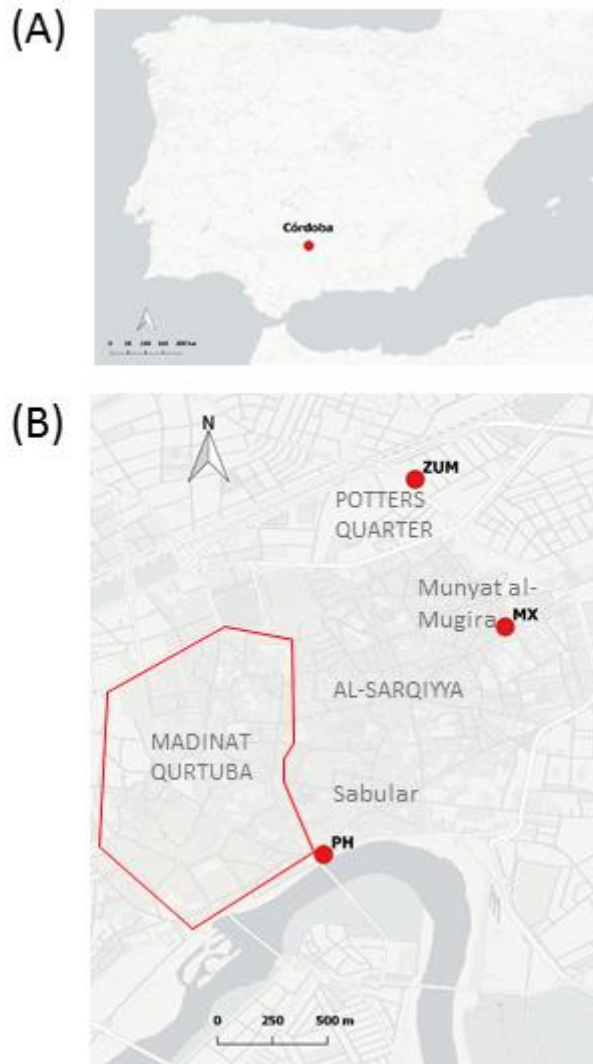 (A)
Córdoba
(B)
N
ZUM
POTTERS
QUARTER
Munyat al-
Mugira
MX
AL-SARQIYYA
MADINAT
QURTUBA
Sabular
PH
0 250 500 m